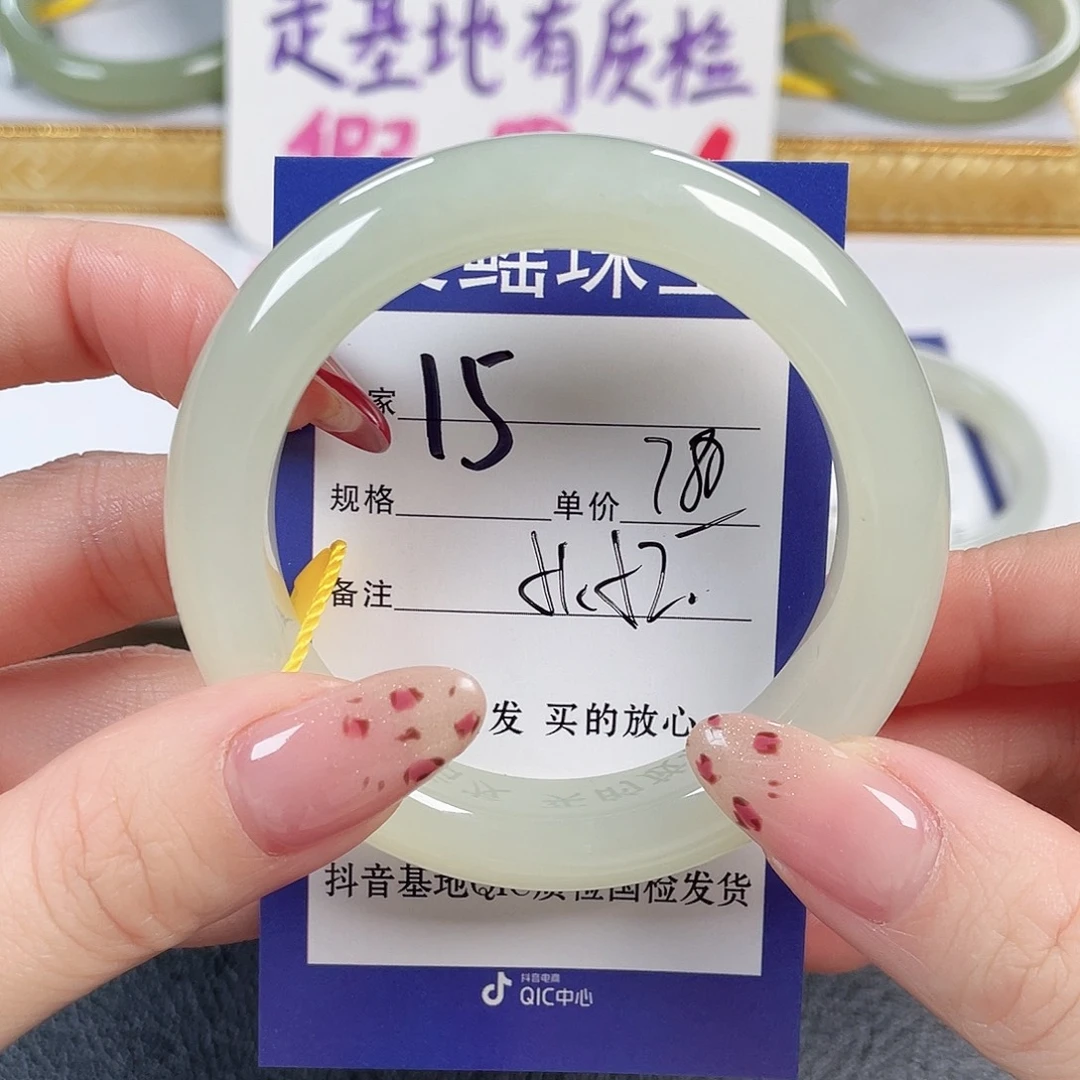 走基地有质检
鳐珠
家 15
规格 单价 780
备注
发 买的放心
抖音基地QIC质检国检发货
抖音电商
QIC中心